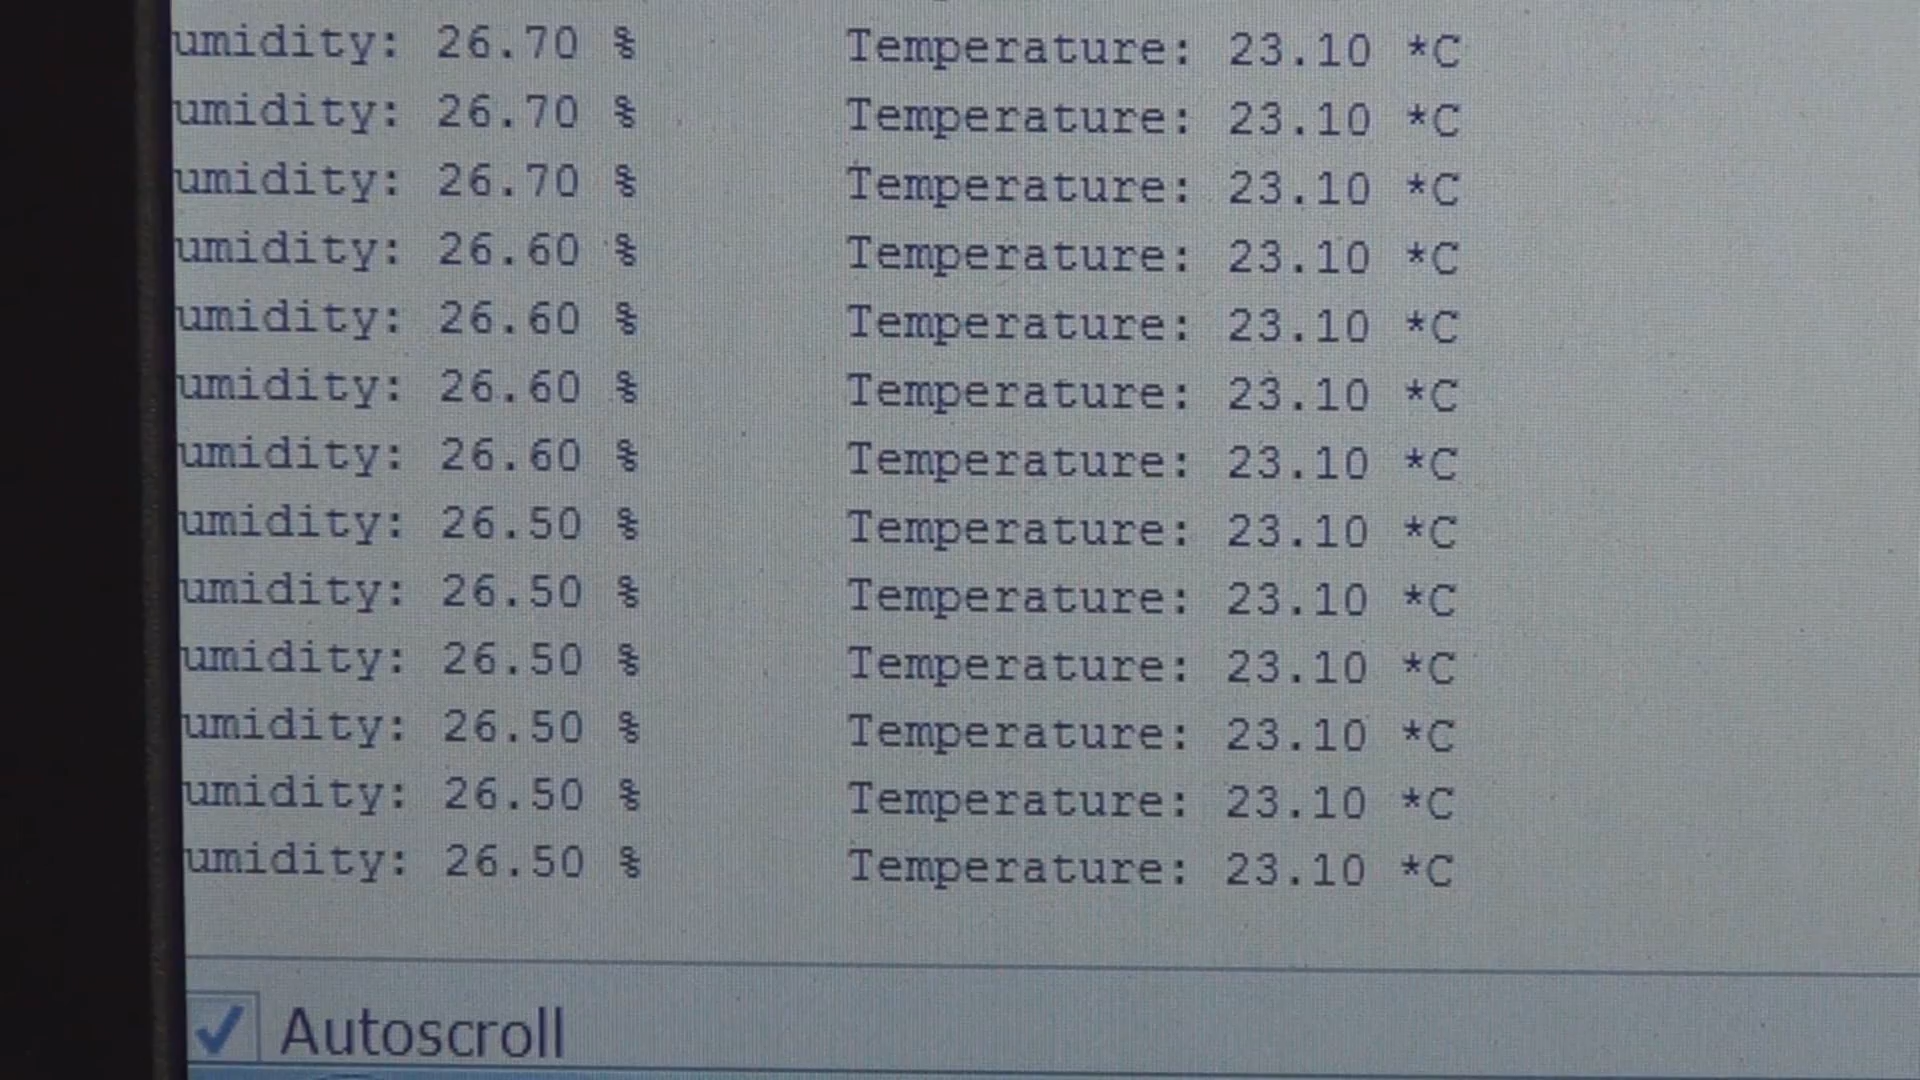 umidity: 26.70 % Temperature: 23.10 *C
umidity: 26.70 % Temperature: 23.10 *C
umidity: 26.70 % Temperature: 23.10 *C
umidity: 26.60 % Temperature: 23.10 *C
umidity: 26.60 % Temperature: 23.10 *C
umidity: 26.60 % Temperature: 23.10 *C
umidity: 26.60 % Temperature: 23.10 *C
umidity: 26.50 % Temperature: 23.10 *C
umidity: 26.50 % Temperature: 23.10 *C
umidity: 26.50 % Temperature: 23.10 *C
umidity: 26.50 % Temperature: 23.10 *C
umidity: 26.50 % Temperature: 23.10 *C
umidity: 26.50 % Temperature: 23.10 *C
Autoscroll